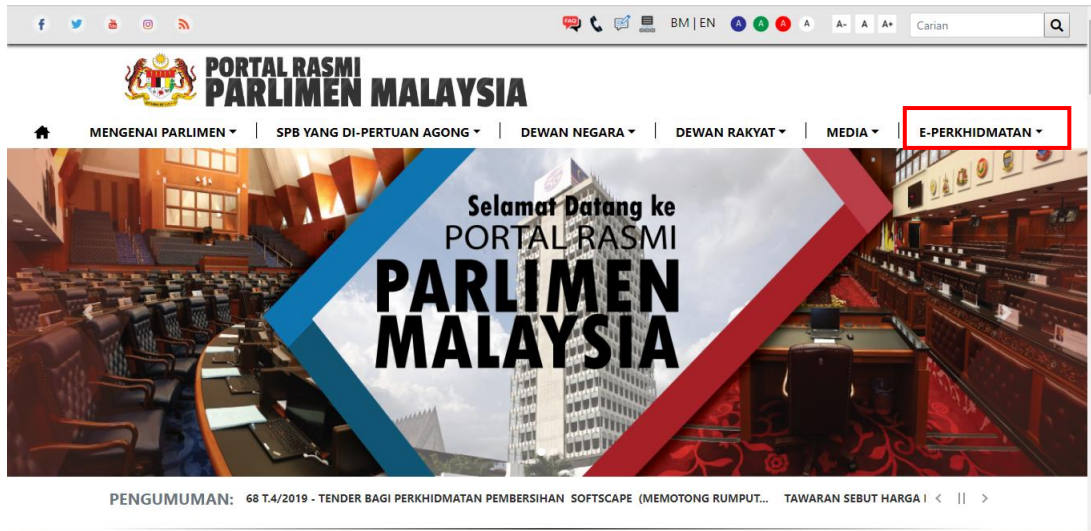 FAQ
BM | EN A A A A A- A A+ Carian
PORTAL RASMI
PARLIMEN MALAYSIA
MENGENAI PARLIMEN SPB YANG DI-PERTUAN AGONG DEWAN NEGARA DEWAN RAKYAT MEDIA E-PERKHIDMATAN
Selamat Datang ke
PORTAL RASMI
PARLIMEN
MALAYSIA
PENGUMUMAN: 68 T.4/2019 - TENDER BAGI PERKHIDMATAN PEMBERSIHAN SOFTSCAPE (MEMOTONG RUMPUT... TAWARAN SEBUT HARGA